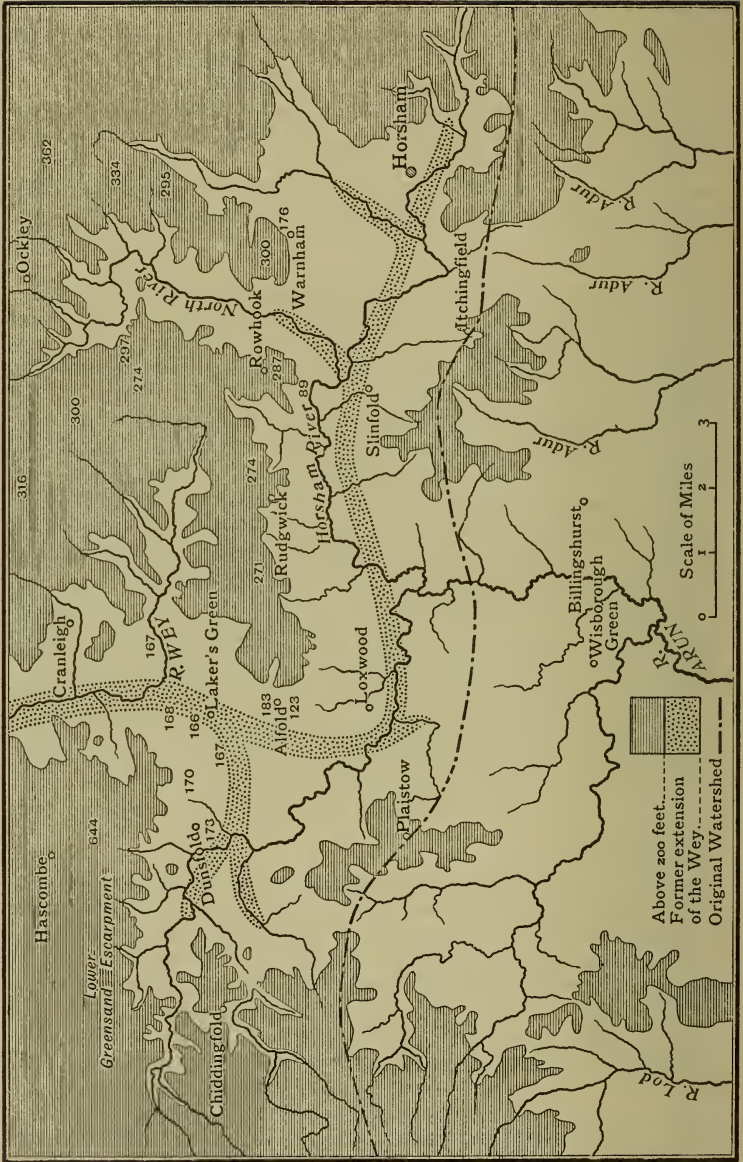 Hascombe
Cranleigh
Ockley
316
362
300
334
295
644
Lower
Greensand Escarpment
167
R. WEY
274
297
North River
170
168
166
Laker's Green
300
176
Warnham
Rowhook
287
Horsham
Chiddingfold
Dunsfold
173
167
183
Alfold
123
271
Rudgwick
274
Horsham River
89
Loxwood
Slinfold
Itchingfield
Plaistow
R. Adur
R. Adur
R. Adur
Billingshurst
Wisborough
Green
R. ARUN
R. Lod
Above 200 feet
Former extension
of the Wey
Original Watershed
Scale of Miles
0 1 2 3